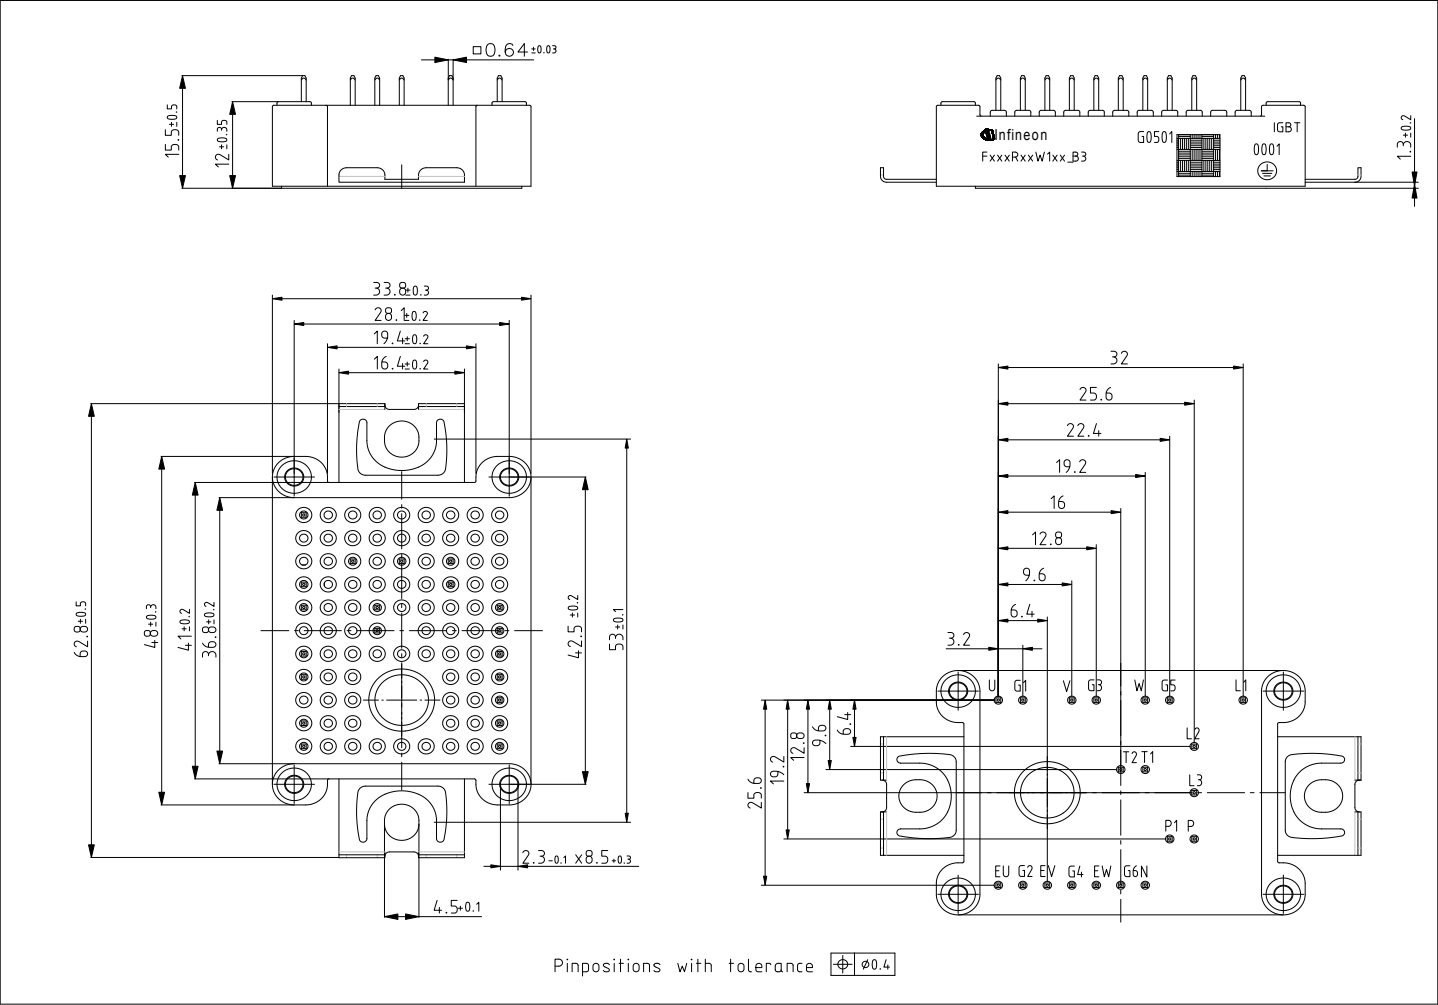 □0.64±0.03
15.5±0.5
12±0.35
Infineon
FxxxRxxW1xx_B3
G0501
IGBT
0001
1.3±0.2
33.8±0.3
28.1±0.2
19.4±0.2
16.4±0.2
62.8±0.5
48±0.3
41±0.2
36.8±0.2
42.5±0.2
53±0.1
2.3-0.1 x8.5+0.3
4.5+0.1
32
25.6
22.4
19.2
16
12.8
9.6
6.4
3.2
U G1 V G3 W G5 L1
6.4
9.6
12.8
19.2
25.6
L2
T2 T1
L3
P1 P
EU G2 EV G4 EW G6 N
Pinpositions with tolerance ⌖ ⌀0.4